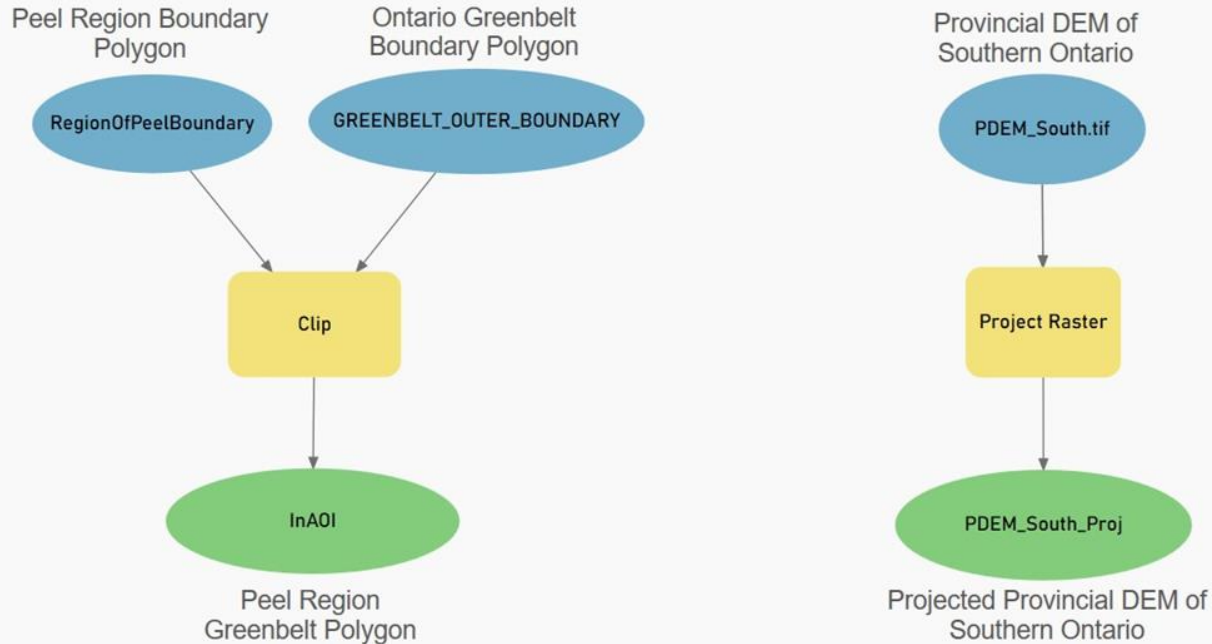 Peel Region Boundary
Polygon
Ontario Greenbelt
Boundary Polygon
Provincial DEM of
Southern Ontario
RegionOfPeelBoundary
GREENBELT_OUTER_BOUNDARY
PDEM_South.tif
Clip
Project Raster
InAOI
PDEM_South_Proj
Peel Region
Greenbelt Polygon
Projected Provincial DEM of
Southern Ontario